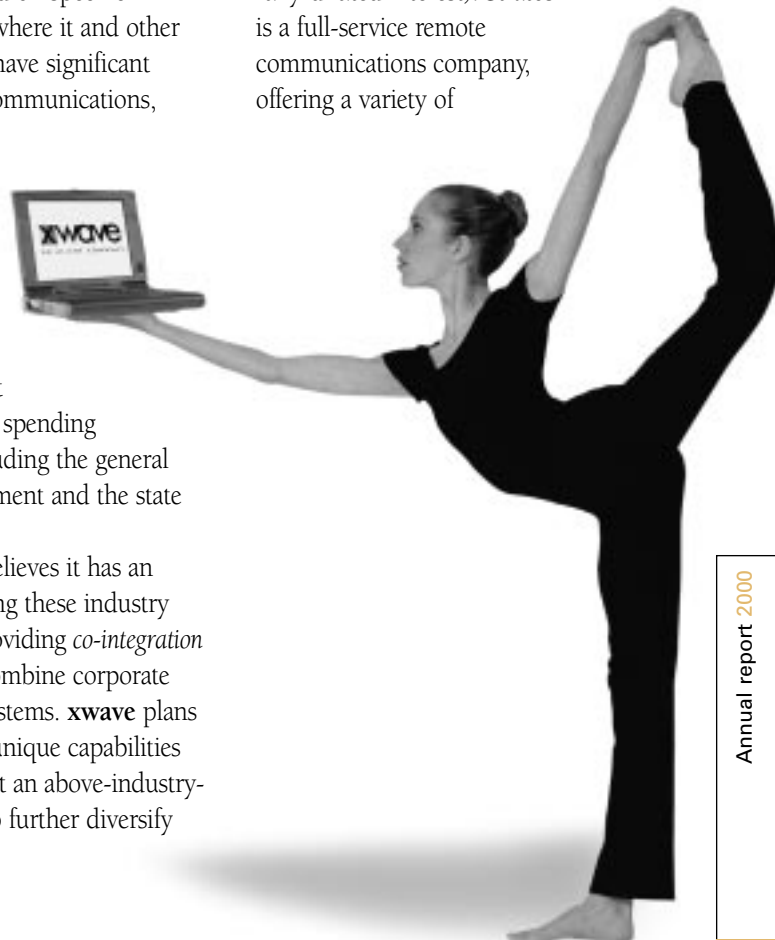 where it and other
have significant
ommunications,
is a full-service remote
communications company,
offering a variety of
xwave
t
spending
uding the general
ment and the state
elieves it has an
ng these industry
oviding co-integration
ombine corporate
stems. xwave plans
unique capabilities
t an above-industry-
o further diversify
Annual report 2000